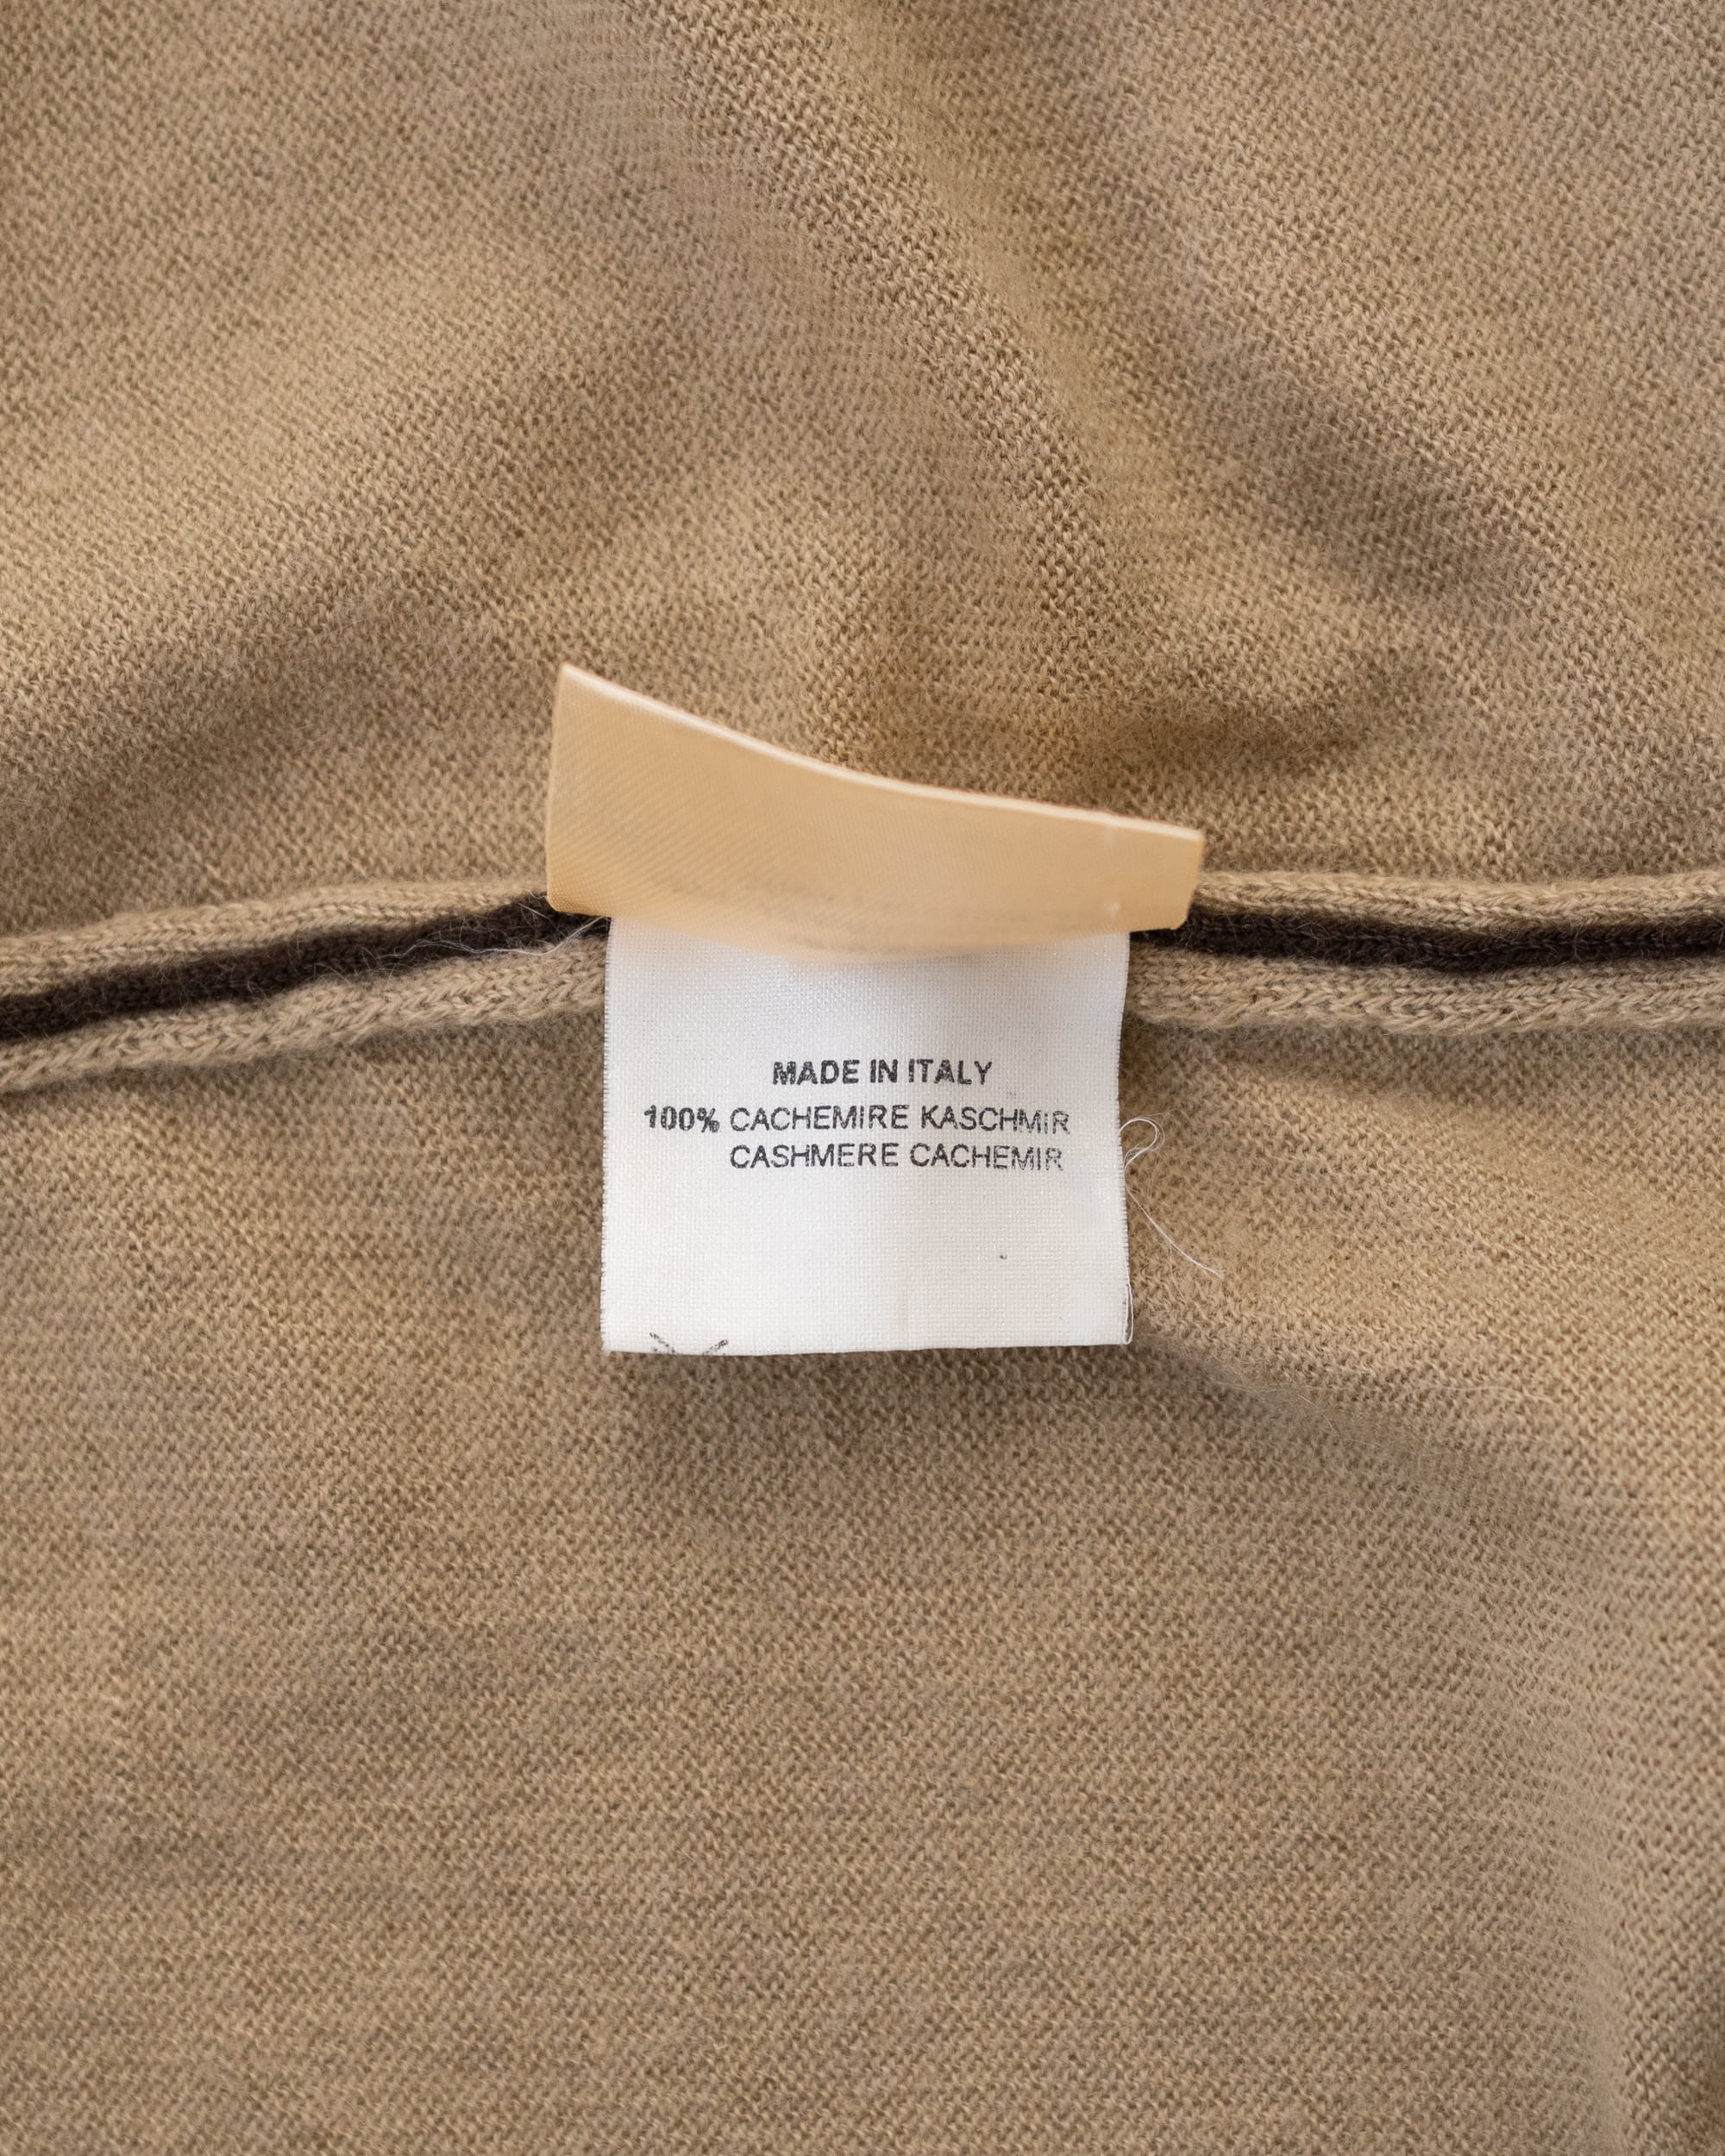 MADE IN ITALY
100% CACHEMIRE KASCHMIR
CASHMERE CACHEMIR